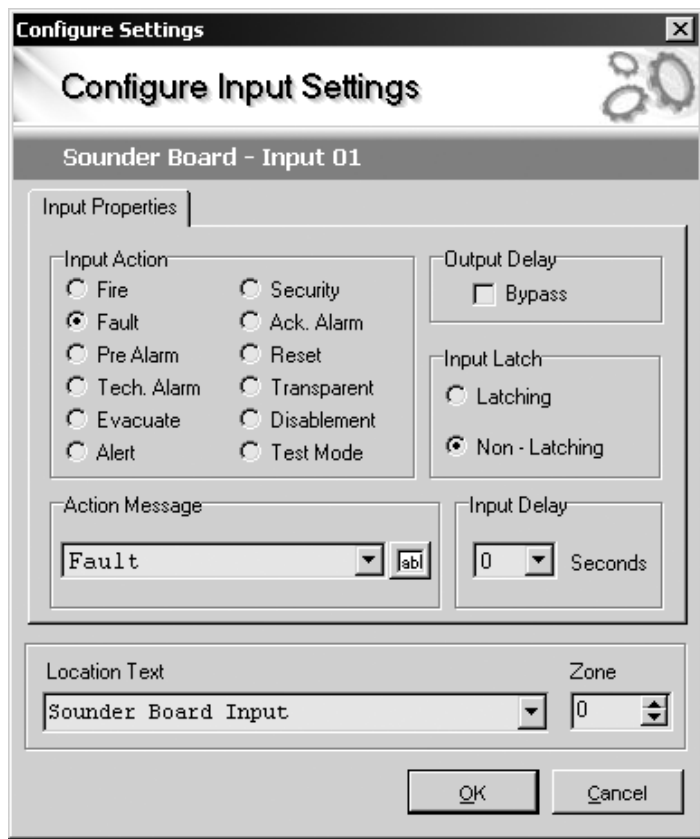 Configure Settings
Configure Input Settings
Sounder Board - Input 01
Input Properties
Input Action
Fire
Security
Fault
Ack. Alarm
Pre Alarm
Reset
Tech. Alarm
Transparent
Evacuate
Disablement
Alert
Test Mode
Output Delay
Bypass
Input Latch
Latching
Non - Latching
Action Message
Fault
abl
Input Delay
0 Seconds
Location Text
Zone
Sounder Board Input
0
OK
Cancel